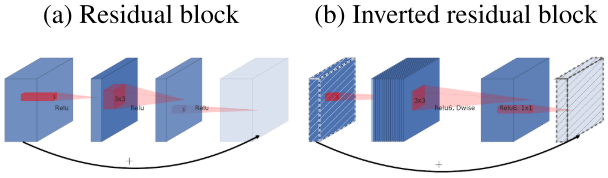 (a) Residual block
(b) Inverted residual block
Relu
3x3
Relu
Relu
+
3x3
Relu6, Dwise
Relu6, 1x1
+